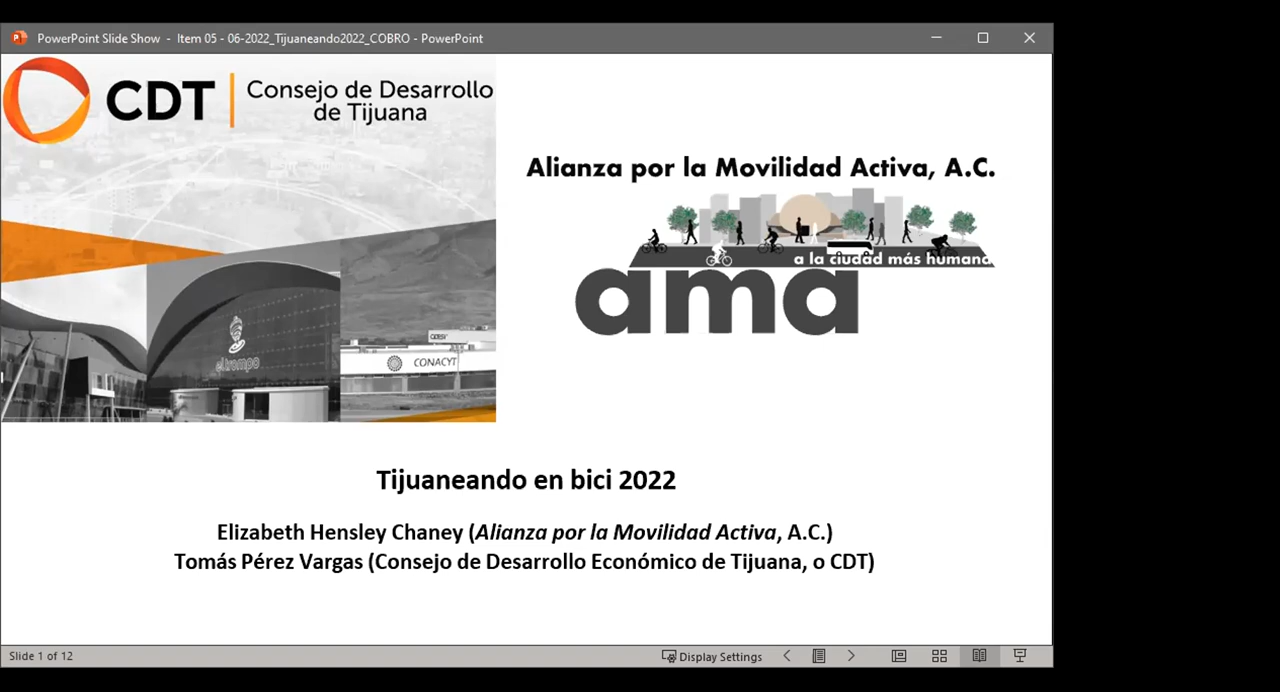 PowerPoint Slide Show - Item 05 - 06-2022_Tijuaneando2022_COBRO - PowerPoint
CDT
Consejo de Desarrollo
de Tijuana
Alianza por la Movilidad Activa, A.C.
a la ciudad más humana
ama
el trompo
CONACYT
Tijuaneando en bici 2022
Elizabeth Hensley Chaney (Alianza por la Movilidad Activa, A.C.)
Tomás Pérez Vargas (Consejo de Desarrollo Económico de Tijuana, o CDT)
Slide 1 of 12
Display Settings